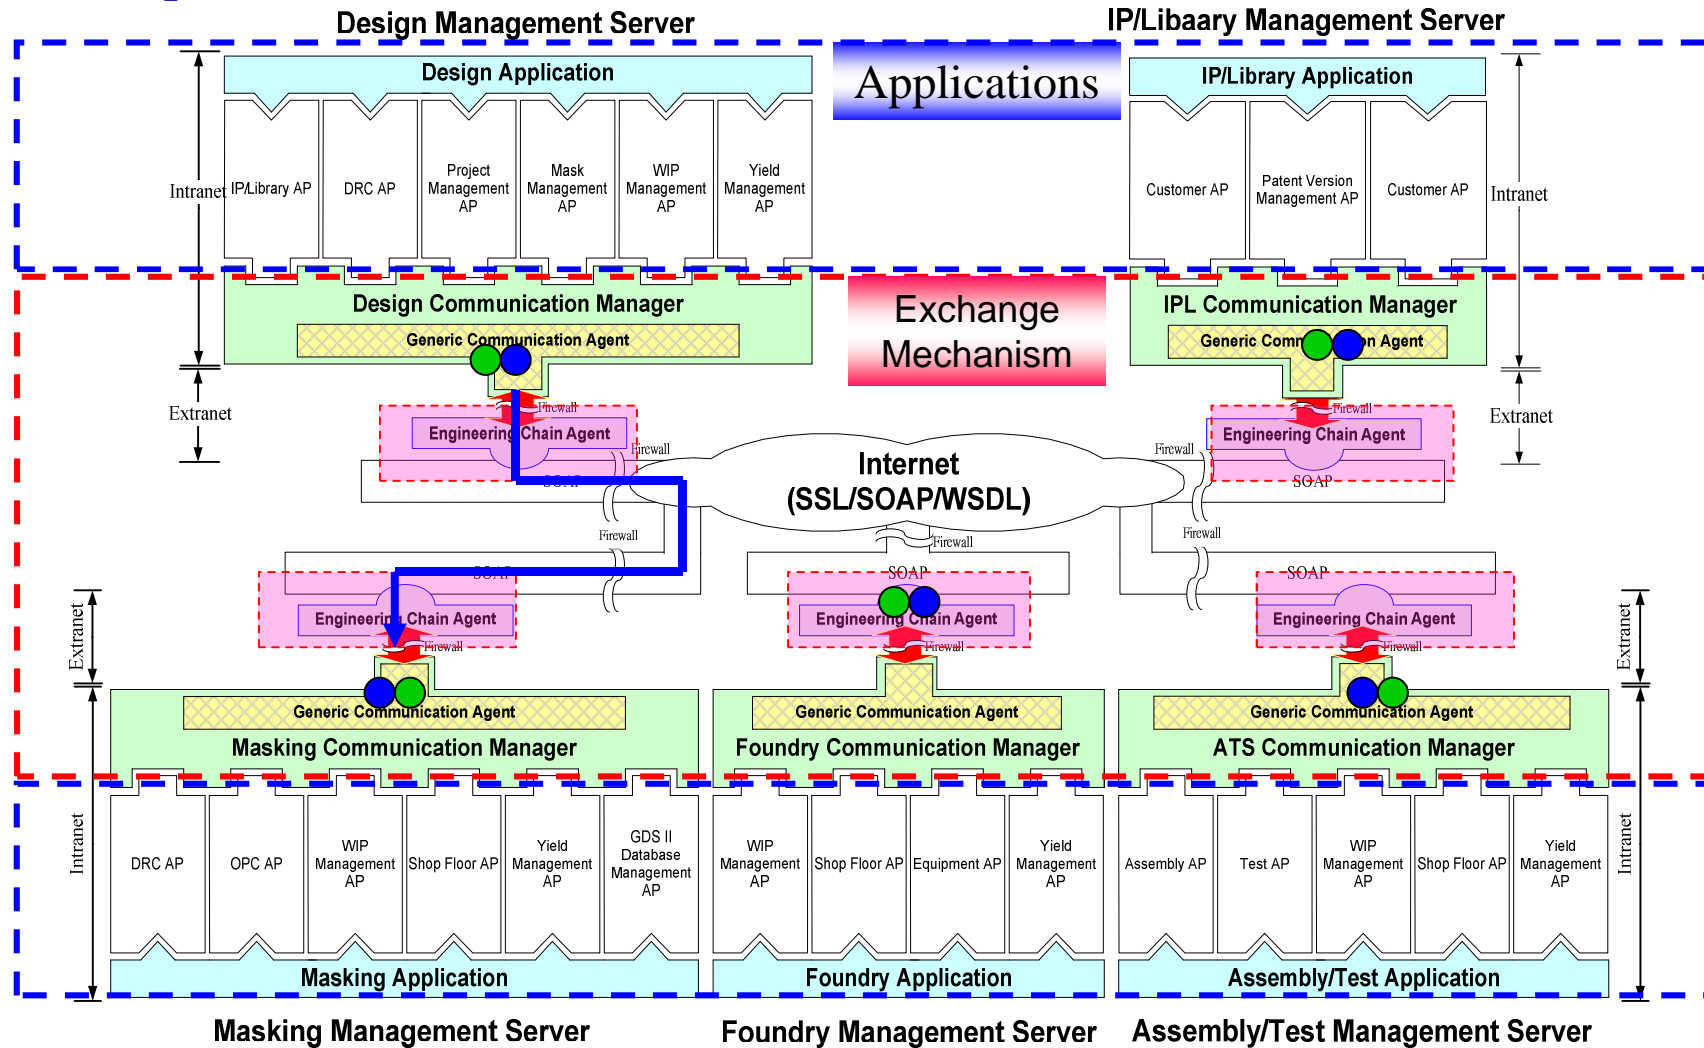 Design Management Server
IP/Libaary Management Server
Design Application
Applications
IP/Library Application
Intranet
IP/Library AP
DRC AP
Project
Management
AP
Mask
Management
AP
WIP
Management
AP
Yield
Management
AP
Customer AP
Patent Version
Management AP
Customer AP
Intranet
Design Communication Manager
Generic Communication Agent
Exchange
Mechanism
IPL Communication Manager
Generic Communication Agent
Extranet
Firewall
Engineering Chain Agent
Firewall
SOAP
Internet
(SSL/SOAP/WSDL)
Firewall
Engineering Chain Agent
Firewall
SOAP
Extranet
Firewall
SOAP
Firewall
SOAP
Firewall
SOAP
Extranet
Engineering Chain Agent
Firewall
Engineering Chain Agent
Engineering Chain Agent
Firewall
Extranet
Generic Communication Agent
Masking Communication Manager
Generic Communication Agent
Foundry Communication Manager
Generic Communication Agent
ATS Communication Manager
Intranet
DRC AP
OPC AP
WIP
Management
AP
Shop Floor AP
Yield
Management
AP
GDS II
Database
Management
AP
WIP
Management
AP
Shop Floor AP
Equipment AP
Yield
Management
AP
Assembly AP
Test AP
WIP
Management
AP
Shop Floor AP
Yield
Management
AP
Intranet
Masking Application
Foundry Application
Assembly/Test Application
Masking Management Server
Foundry Management Server
Assembly/Test Management Server